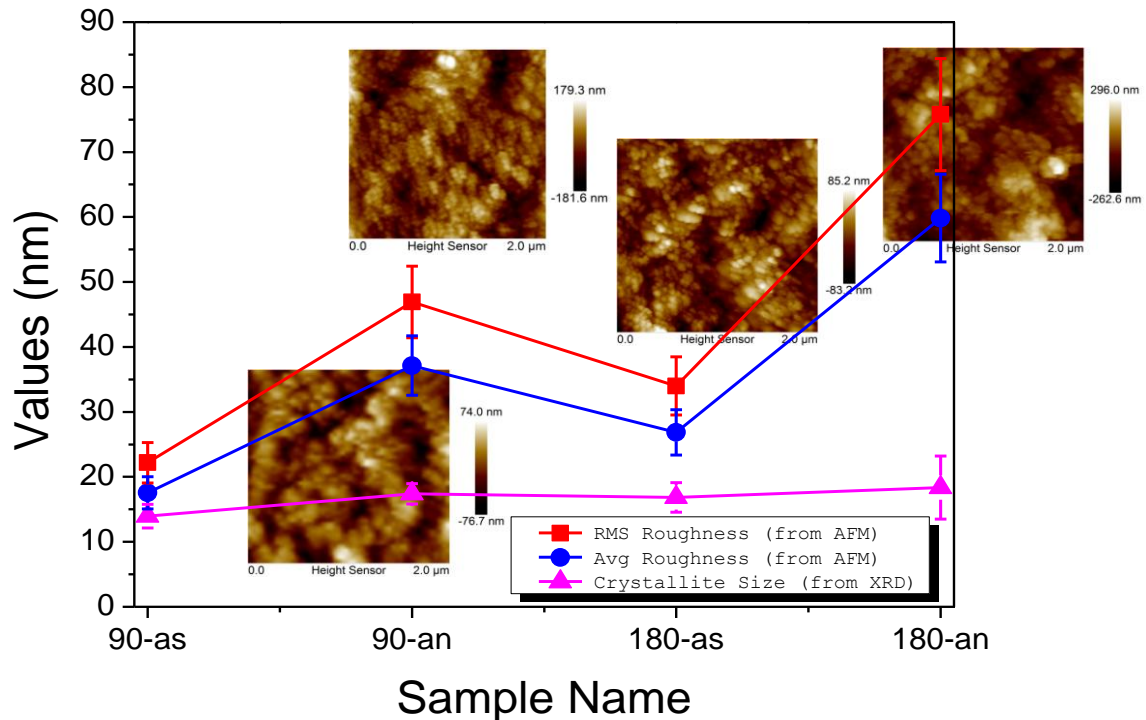 90
80
70
60
50
40
30
20
10
0
Values (nm)
179.3 nm
-181.6 nm
0.0 Height Sensor 2.0 µm
85.2 nm
-83.2 nm
0.0 Height Sensor 2.0 µm
296.0 nm
-262.6 nm
0.0 Height Sensor 2.0 µm
74.0 nm
-76.7 nm
0.0 Height Sensor 2.0 µm
RMS Roughness (from AFM)
Avg Roughness (from AFM)
Crystallite Size (from XRD)
90-as 90-an 180-as 180-an
Sample Name